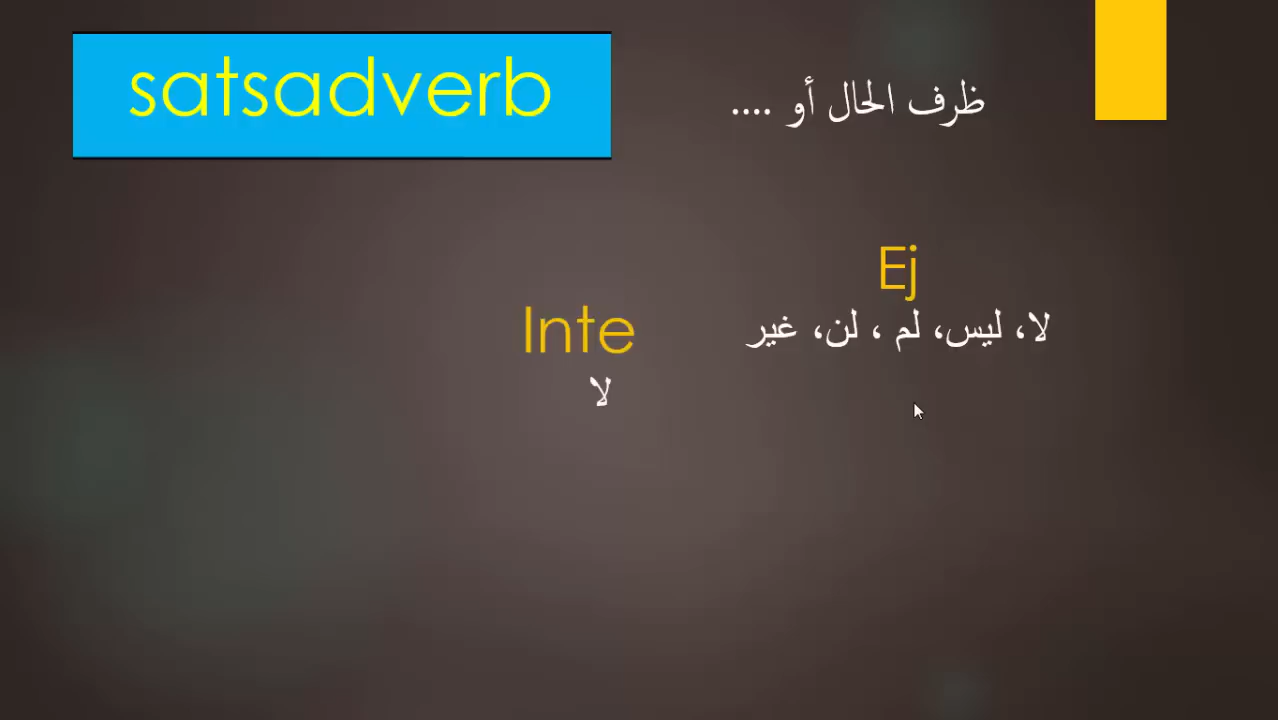 satsadverb
ظرف الحال أو ....
Ej
لا، ليس، لم ، لن، غير
Inte
لا